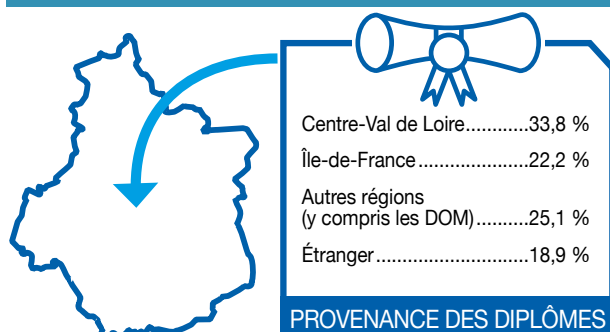 Centre-Val de Loire...........33,8 %
Île-de-France....................22,2 %
Autres régions
(y compris les DOM)..........25,1 %
Étranger............................18,9 %
PROVENANCE DES DIPLÔMES